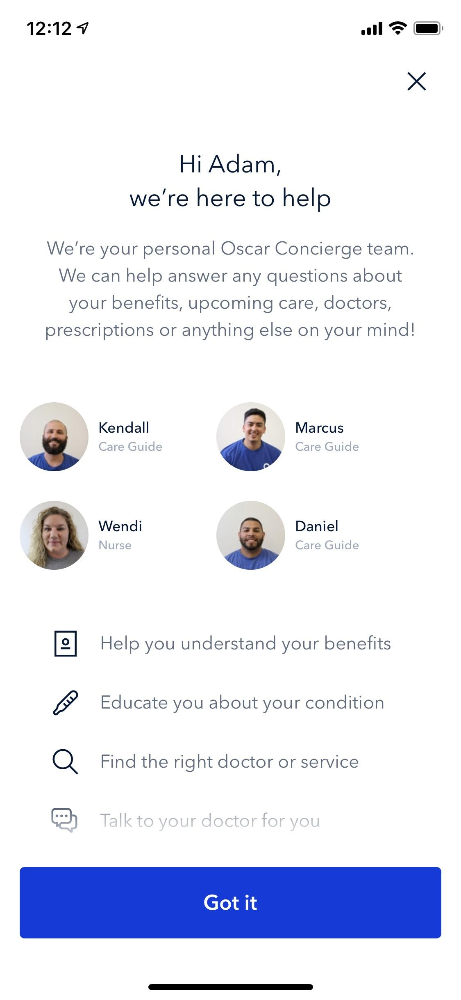 12:12
Hi Adam,
we’re here to help
We’re your personal Oscar Concierge team.
We can help answer any questions about
your benefits, upcoming care, doctors,
prescriptions or anything else on your mind!
Kendall
Care Guide
Marcus
Care Guide
Wendi
Nurse
Daniel
Care Guide
Help you understand your benefits
Educate you about your condition
Find the right doctor or service
Talk to your doctor for you
Got it